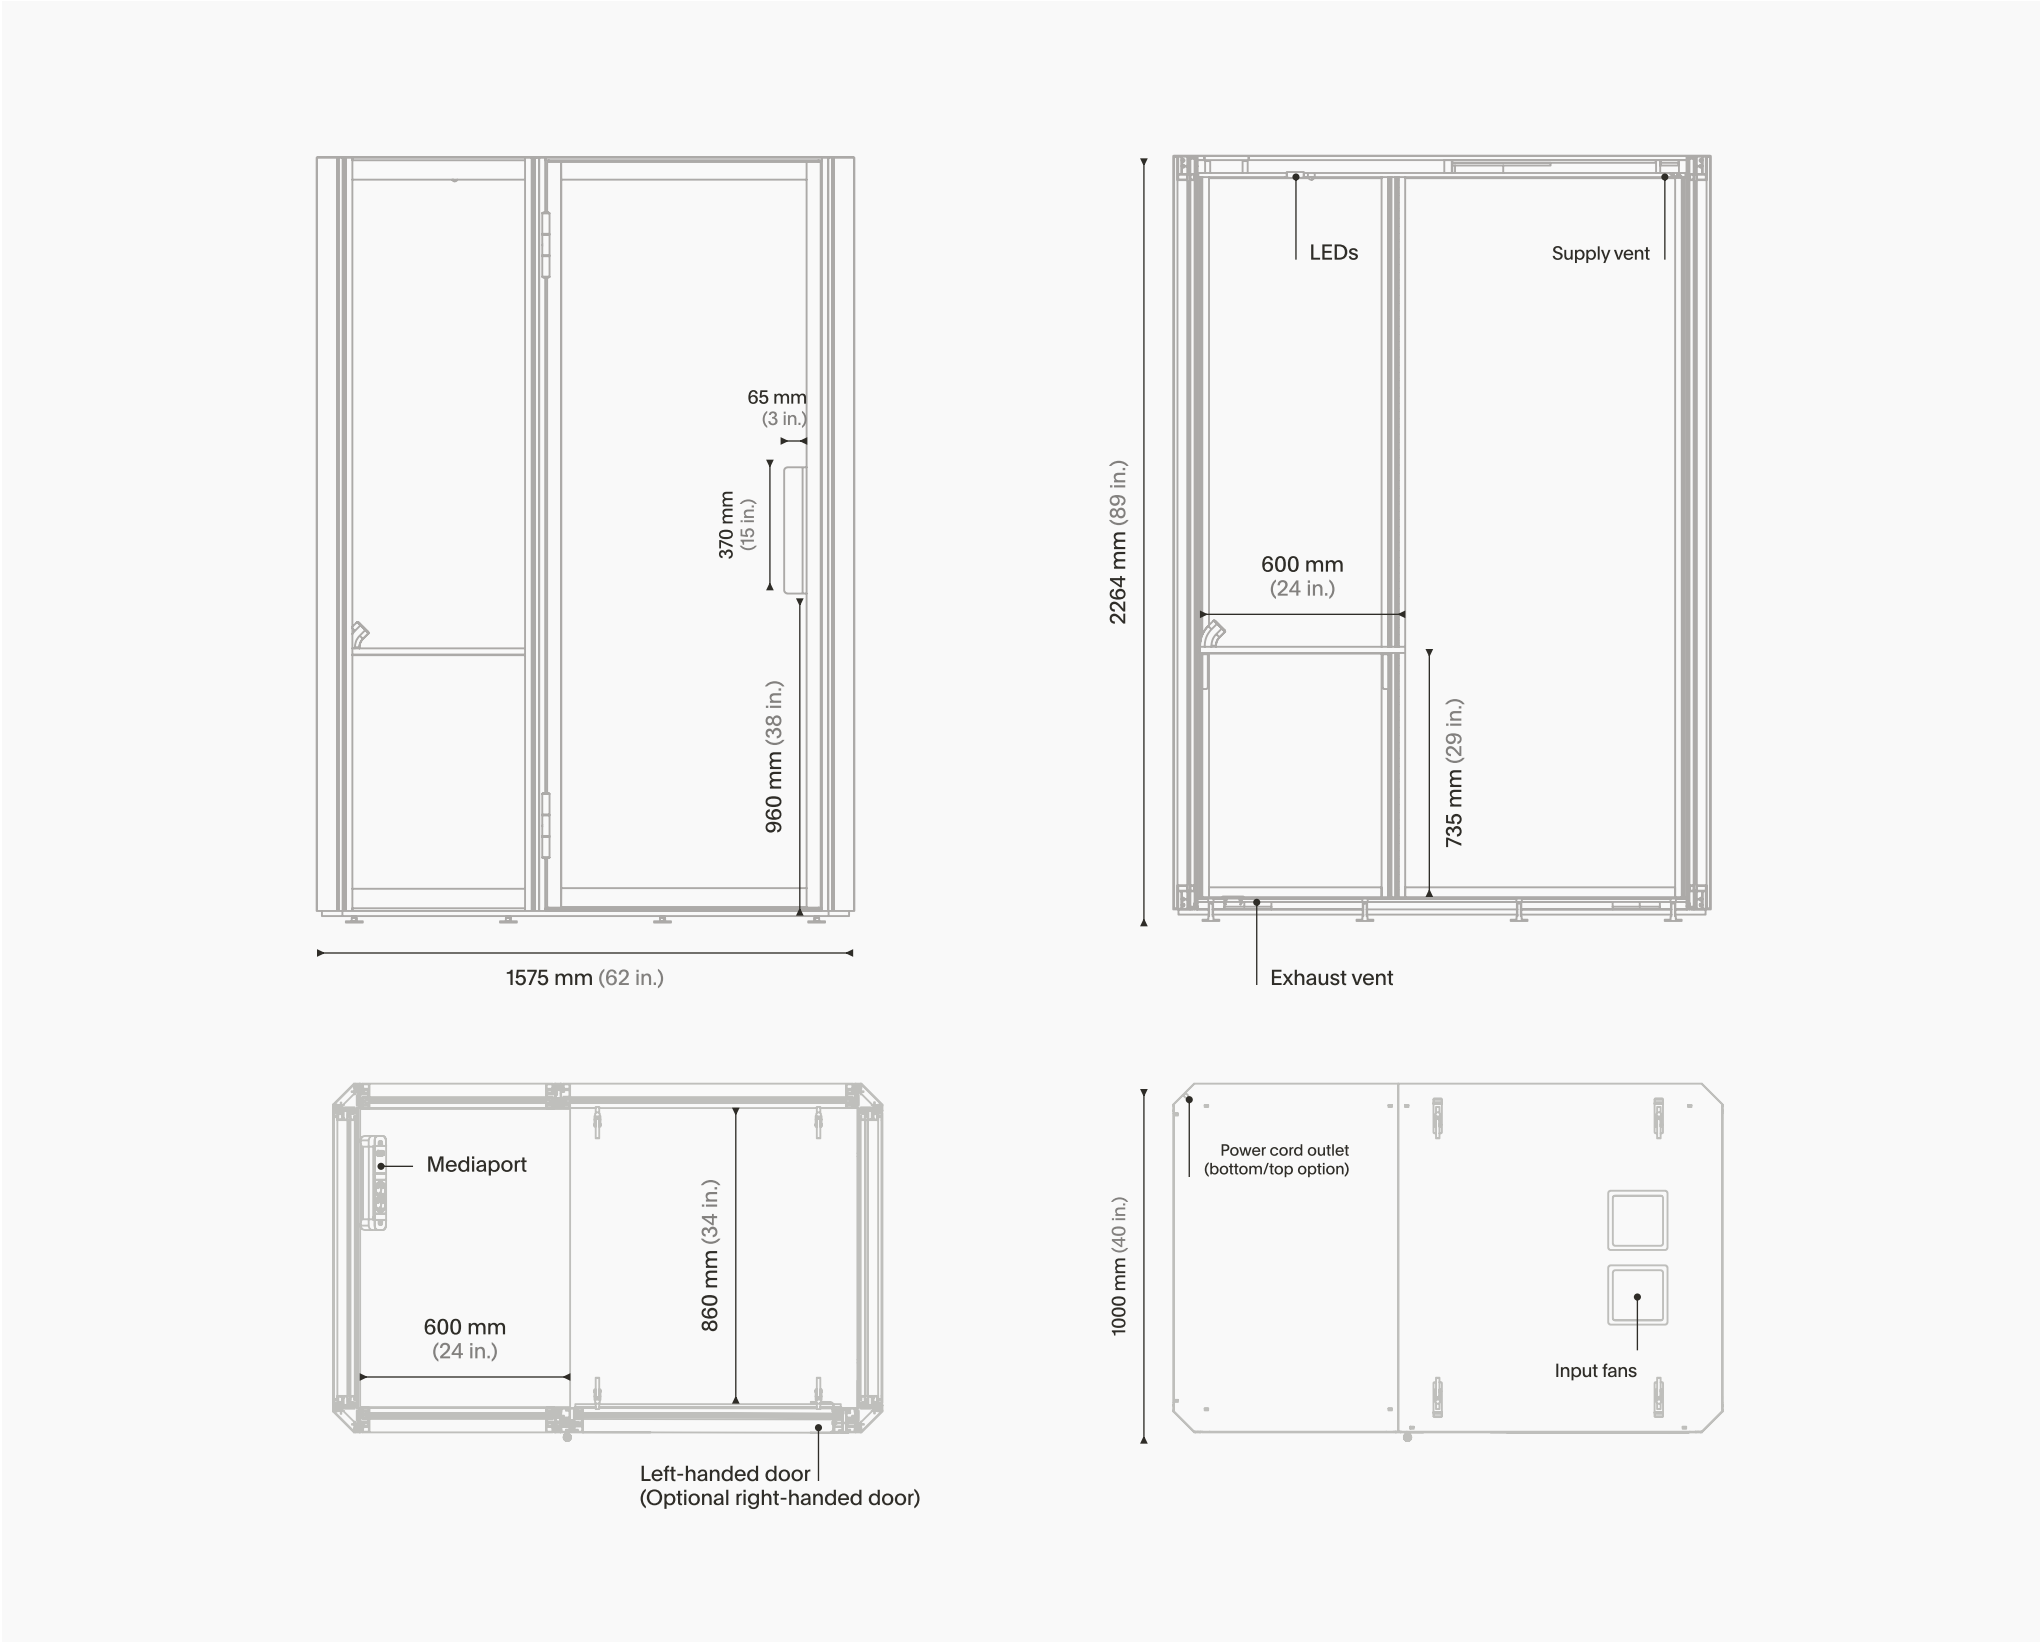 65 mm
(3 in.)
370 mm
(15 in.)
960 mm (38 in.)
1575 mm (62 in.)
LEDs
Supply vent
2264 mm (89 in.)
600 mm
(24 in.)
735 mm (29 in.)
Exhaust vent
Mediaport
860 mm (34 in.)
600 mm
(24 in.)
Left-handed door
(Optional right-handed door)
Power cord outlet
(bottom/top option)
1000 mm (40 in.)
Input fans